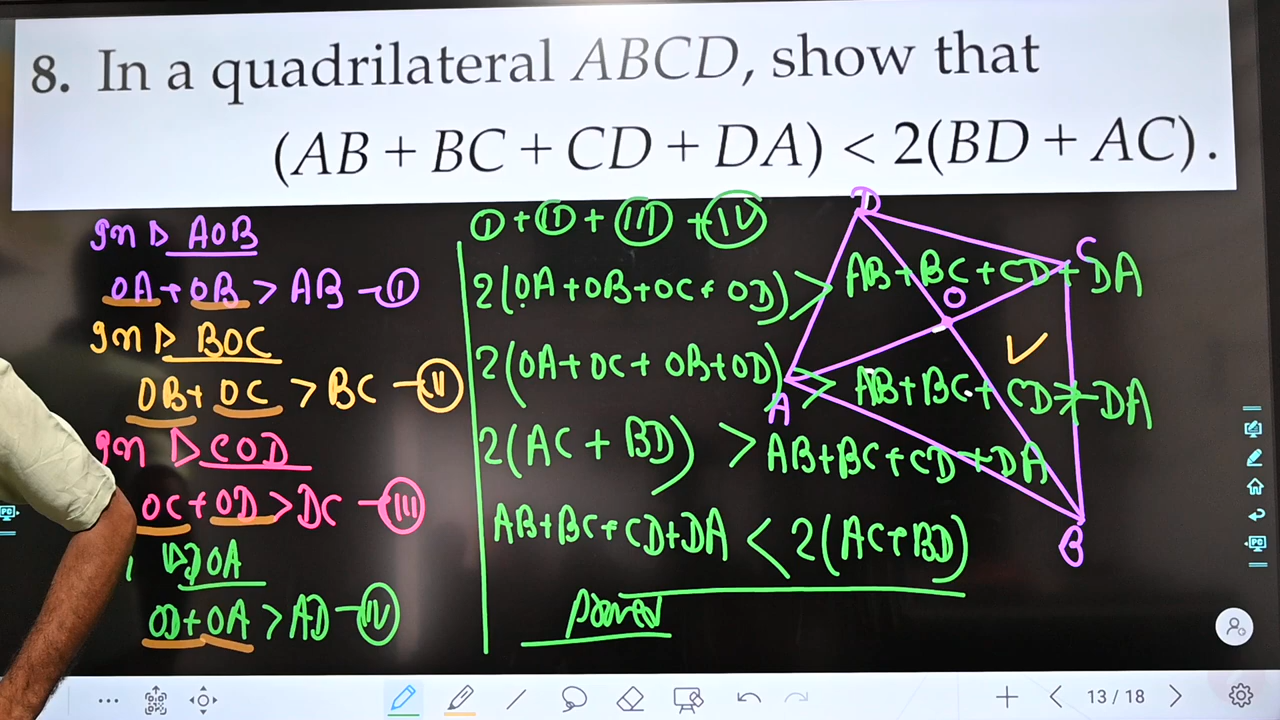 8. In a quadrilateral ABCD, show that
(AB + BC + CD + DA) < 2(BD + AC).
In ▷ AOB
OA + OB > AB - Ⓘ
In ▷ BOC
OB + OC > BC - Ⓘ Ⓘ
In ▷ COD
OC + OD > DC - III
▷ DOA
OD + OA > AD - IV
I + II + III + IV
2(OA + OB + OC + OD) > AB + BC + CD + DA
2(OA + OC + OB + OD) > AB + BC + CD + DA
2(AC + BD) > AB + BC + CD + DA
AB + BC + CD + DA < 2(AC + BD)
D
C
O
A
B
13 / 18
PC
PC